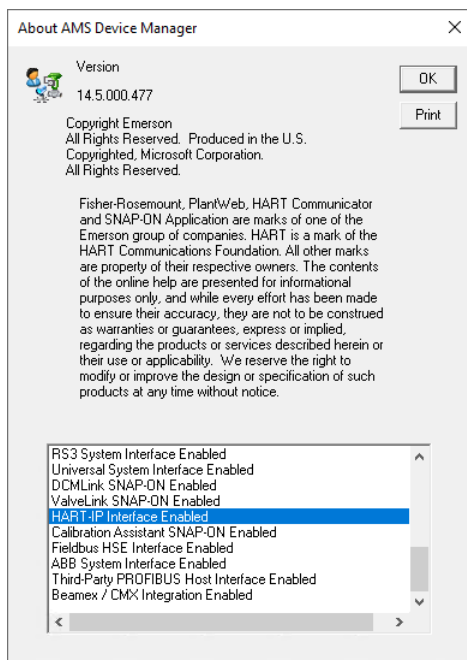 About AMS Device Manager
Version
OK
14.5.000.477
Print
Copyright Emerson
All Rights Reserved.  Produced in the U.S.
Copyrighted, Microsoft Corporation.
All Rights Reserved.
Fisher-Rosemount, PlantWeb, HART Communicator
and SNAP-ON Application are marks of one of the
Emerson group of companies. HART is a mark of the
HART Communications Foundation. All other marks
are property of their respective owners. The contents
of the online help are presented for informational
purposes only, and while every effort has been made
to ensure their accuracy, they are not to be construed
as warranties or guarantees, express or implied,
regarding the products or services described herein or
their use or applicability.  We reserve the right to
modify or improve the design or specification of such
products at any time without notice.
RS3 System Interface Enabled
Universal System Interface Enabled
DCMLink SNAP-ON Enabled
ValveLink SNAP-ON Enabled
HART-IP Interface Enabled
Calibration Assistant SNAP-ON Enabled
Fieldbus HSE Interface Enabled
ABB System Interface Enabled
Third-Party PROFIBUS Host Interface Enabled
Beamex / CMX Integration Enabled